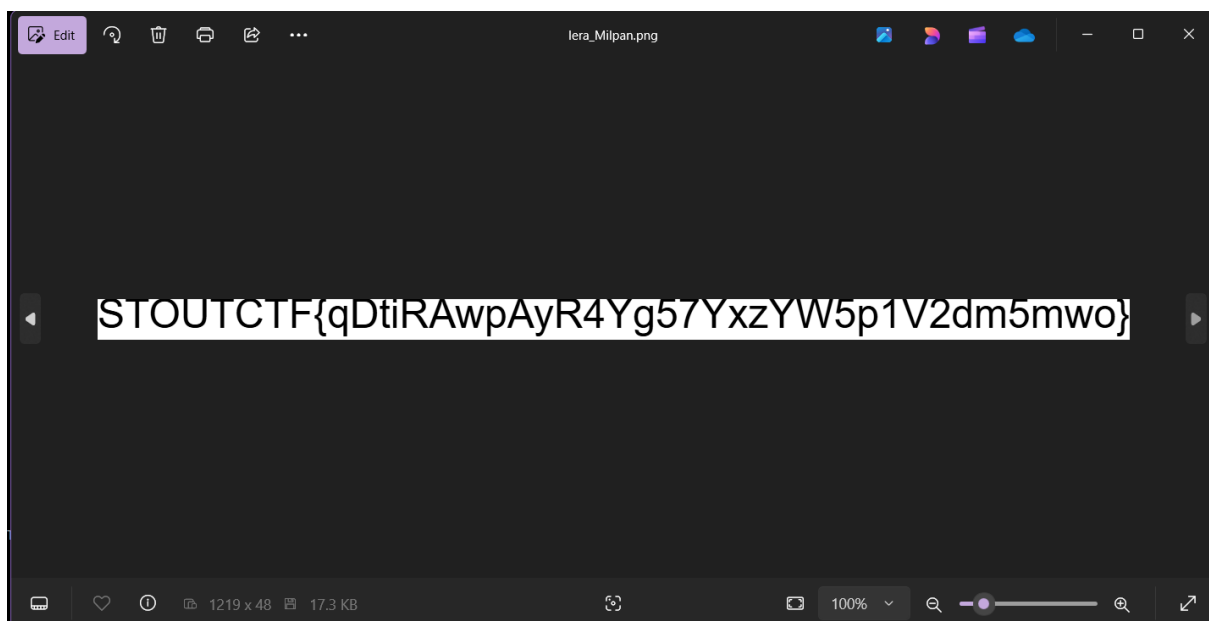 Edit
lera_Milpan.png
STOUTCTF{qDtiRAwpAyR4Yg57YxzYW5p1V2dm5mwo}
1219 x 48
17.3 KB
100%